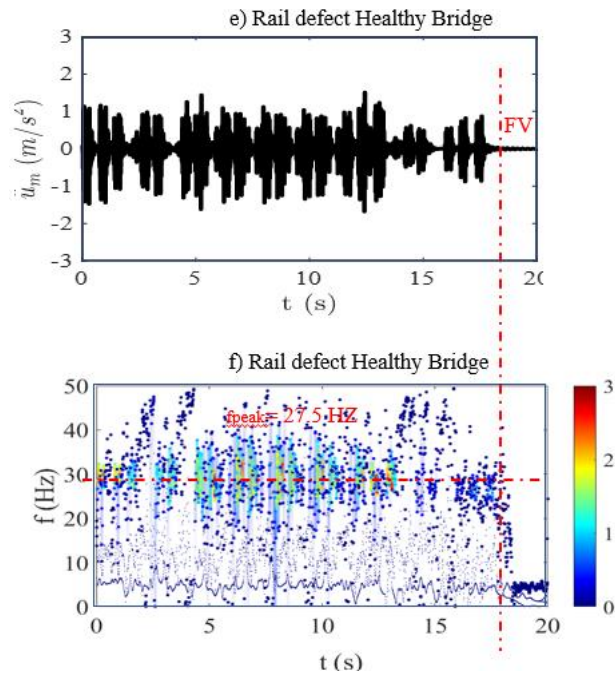 e) Rail defect Healthy Bridge
3
2
1
0
-1
-2
-3
ü_m (m/s²)
FV
0 5 10 15 20
t (s)
f) Rail defect Healthy Bridge
50
40
30
20
10
0
f (Hz)
fpeak = 27.5 HZ
3
2
1
0
0 5 10 15 20
t (s)